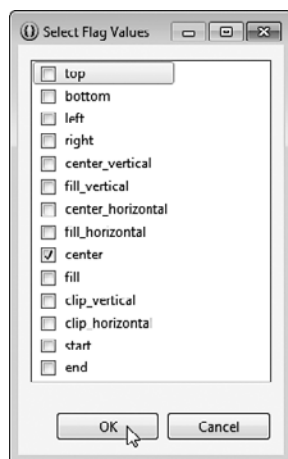 Select Flag Values
top
bottom
left
right
center_vertical
fill_vertical
center_horizontal
fill_horizontal
center
fill
clip_vertical
clip_horizontal
start
end
OK Cancel